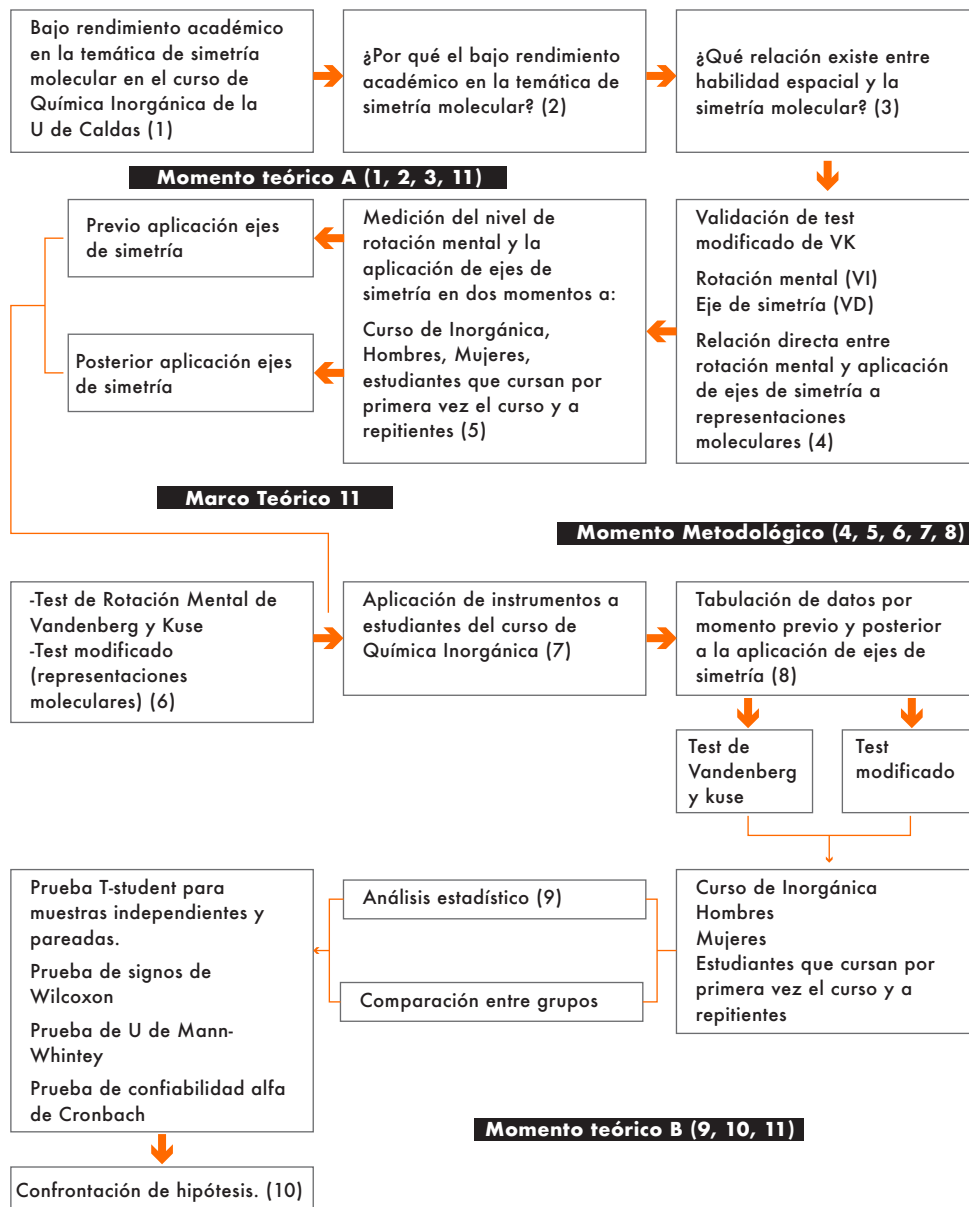 Bajo rendimiento académico
en la temática de simetría
molecular en el curso de
Química Inorgánica de la
U de Caldas (1)
¿Por qué el bajo rendimiento
académico en la temática de
simetría molecular? (2)
¿Qué relación existe entre
habilidad espacial y la
simetría molecular? (3)
Momento teórico A (1, 2, 3, 11)
Previo aplicación ejes
de simetría
Posterior aplicación ejes
de simetría
Medición del nivel de
rotación mental y la
aplicación de ejes de
simetría en dos momentos a:
Curso de Inorgánica,
Hombres, Mujeres,
estudiantes que cursan por
primera vez el curso y a
repitientes (5)
Validación de test
modificado de VK
Rotación mental (VI)
Eje de simetría (VD)
Relación directa entre
rotación mental y aplicación
de ejes de simetría a
representaciones
moleculares (4)
Marco Teórico 11
Momento Metodológico (4, 5, 6, 7, 8)
-Test de Rotación Mental de
Vandenberg y Kuse
-Test modificado
(representaciones
moleculares) (6)
Aplicación de instrumentos a
estudiantes del curso de
Química Inorgánica (7)
Tabulación de datos por
momento previo y posterior
a la aplicación de ejes de
simetría (8)
Test de
Vandenberg
y kuse
Test
modificado
Prueba T-student para
muestras independientes y
pareadas.
Prueba de signos de
Wilcoxon
Prueba de U de Mann-
Whintey
Prueba de confiabilidad alfa
de Cronbach
Análisis estadístico (9)
Comparación entre grupos
Curso de Inorgánica
Hombres
Mujeres
Estudiantes que cursan por
primera vez el curso y a
repitientes
Momento teórico B (9, 10, 11)
Confrontación de hipótesis. (10)